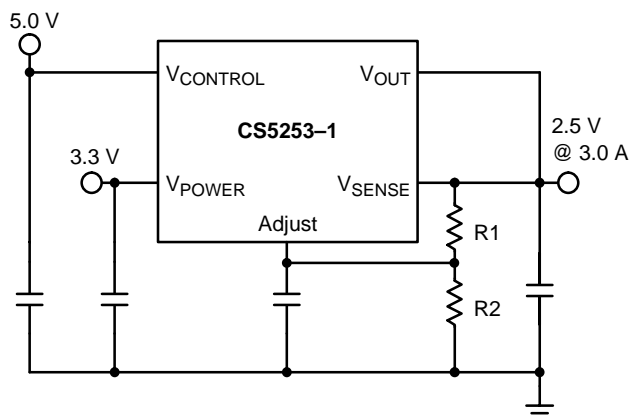 5.0 V
VCONTROL
VOUT
CS5253–1
2.5 V
@ 3.0 A
3.3 V
VPOWER
VSENSE
Adjust
R1
R2